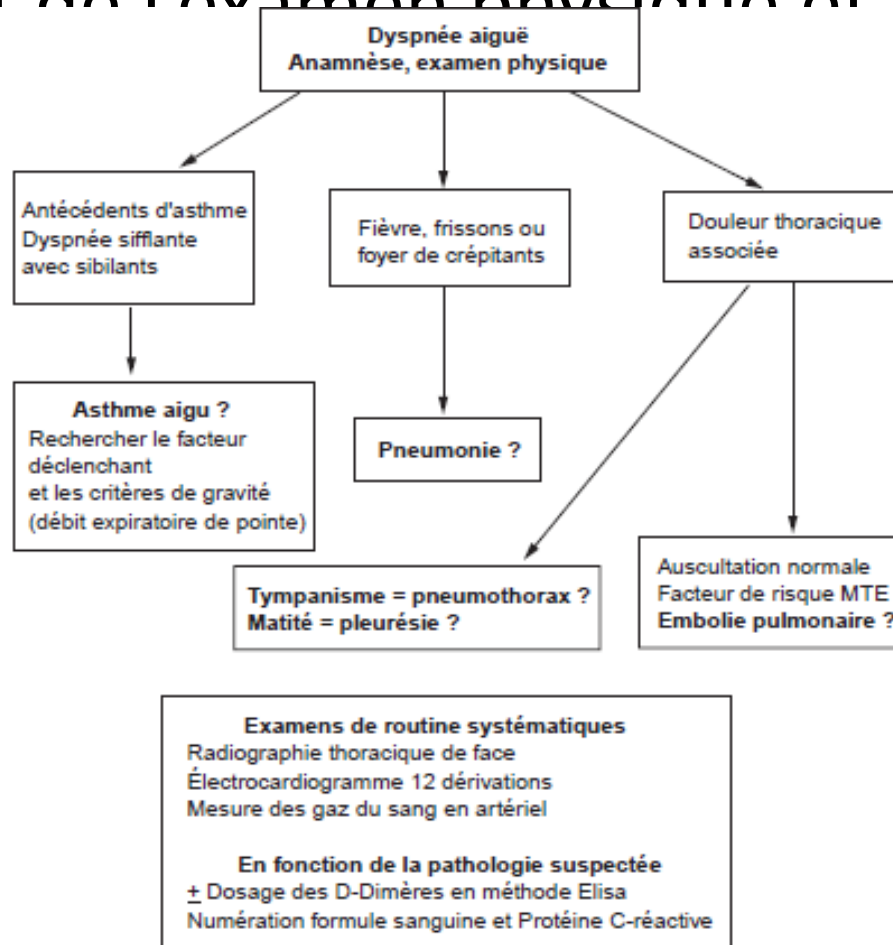 de l'examen physique et
Dyspnée aiguë
Anamnèse, examen physique
Antécédents d'asthme
Dyspnée sifflante
avec sibilants
Fièvre, frissons ou
foyer de crépitants
Douleur thoracique
associée
Asthme aigu ?
Rechercher le facteur
déclenchant
et les critères de gravité
(débit expiratoire de pointe)
Pneumonie ?
Tympanisme = pneumothorax ?
Matité = pleurésie ?
Auscultation normale
Facteur de risque MTE
Embolie pulmonaire ?
Examens de routine systématiques
Radiographie thoracique de face
Électrocardiogramme 12 dérivations
Mesure des gaz du sang en artériel
En fonction de la pathologie suspectée
± Dosage des D-Dimères en méthode Elisa
Numération formule sanguine et Protéine C-réactive